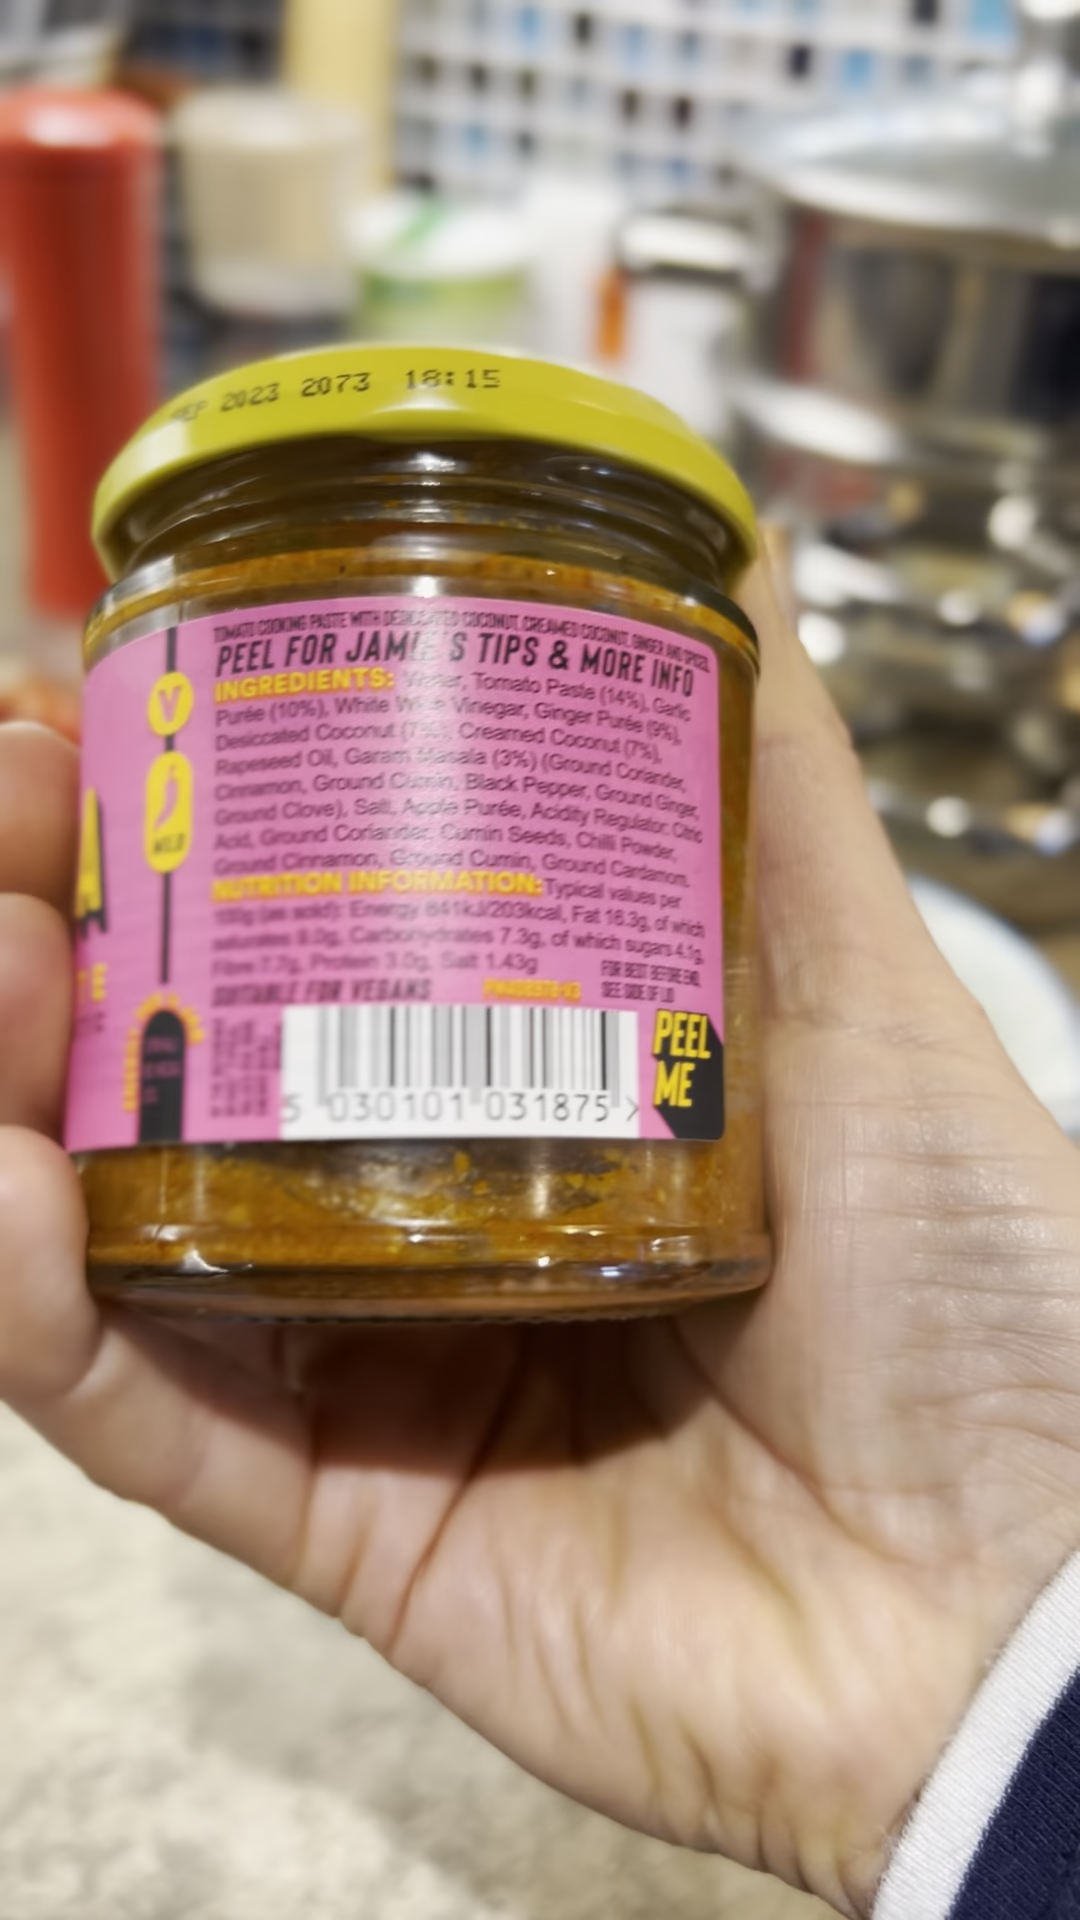 SEP 2023 2073 18:15
TOMATO COOKING PASTE WITH DESICCATED COCONUT, CREAMED COCONUT, GINGER AND SPICES.
PEEL FOR JAMIE'S TIPS & MORE INFO
INGREDIENTS: Water, Tomato Paste (14%), Garlic
Purée (10%), White Wine Vinegar, Ginger Purée (9%),
Desiccated Coconut (7%), Creamed Coconut (7%),
Rapeseed Oil, Garam Masala (3%) (Ground Coriander,
Cinnamon, Ground Cumin, Black Pepper, Ground Ginger,
Ground Clove), Salt, Apple Purée, Acidity Regulator: Citric
Acid, Ground Coriander, Cumin Seeds, Chilli Powder,
Ground Cinnamon, Ground Cumin, Ground Cardamom.
NUTRITION INFORMATION: Typical values per
100g (as sold): Energy 841kJ/203kcal, Fat 16.3g, of which
saturates 9.0g, Carbohydrates 7.3g, of which sugars 4.1g,
Fibre 7.7g, Protein 3.0g, Salt 1.43g
FOR BEST BEFORE END,
SEE SIDE OF LID
SUITABLE FOR VEGANS
V
MILD
A
5 030101 031875 >
PEEL
ME